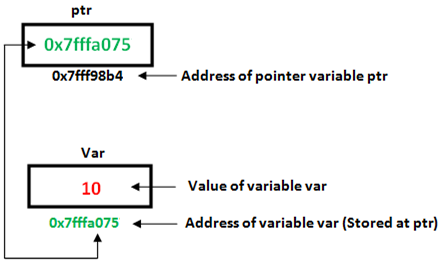 ptr
0x7fffa075
0x7fff98b4 Address of pointer variable ptr
Var
10 Value of variable var
0x7fffa075 Address of variable var (Stored at ptr)